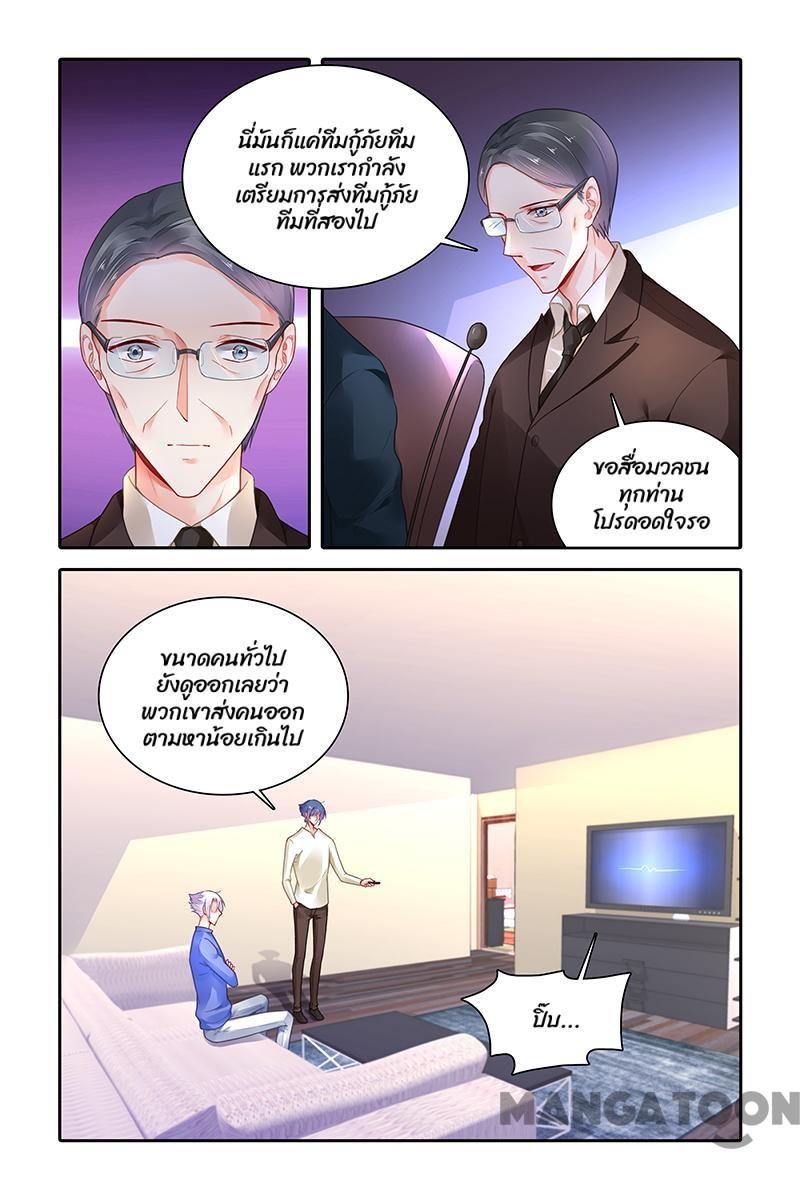 นี่มันก็แค่ทีมกู้ภัยทีม
แรก พวกเรากำลัง
เตรียมการส่งทีมกู้ภัย
ทีมที่สองไป
ขอสื่อมวลชน
ทุกท่าน
โปรดอดใจรอ
ขนาดคนทั่วไป
ยังดูออกเลยว่า
พวกเขาส่งคนออก
ตามหาน้อยเกินไป
ปี๊บ...
MANGATOON